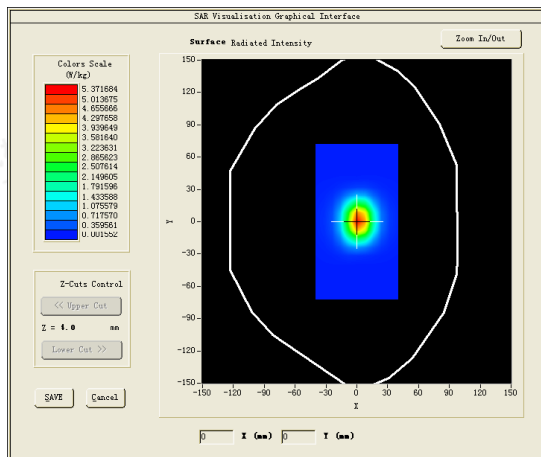 SAR Visualisation Graphical Interface
Surface Radiated Intensity
Zoom In/Out
Colors Scale
(W/kg)
5.371684
5.013675
4.655666
4.297658
3.939649
3.581640
3.223631
2.865623
2.507614
2.149605
1.791596
1.433588
1.075579
0.717570
0.359561
0.001552
Z-Cuts Control
<< Upper Cut
Z = 4.0 mm
Lower Cut >>
SAVE Cancel
150
120
90
60
30
0
-30
-60
-90
-120
-150
Y
-150 -120 -90 -60 -30 0 30 60 90 120 150
X
0 X (mm) 0 Y (mm)